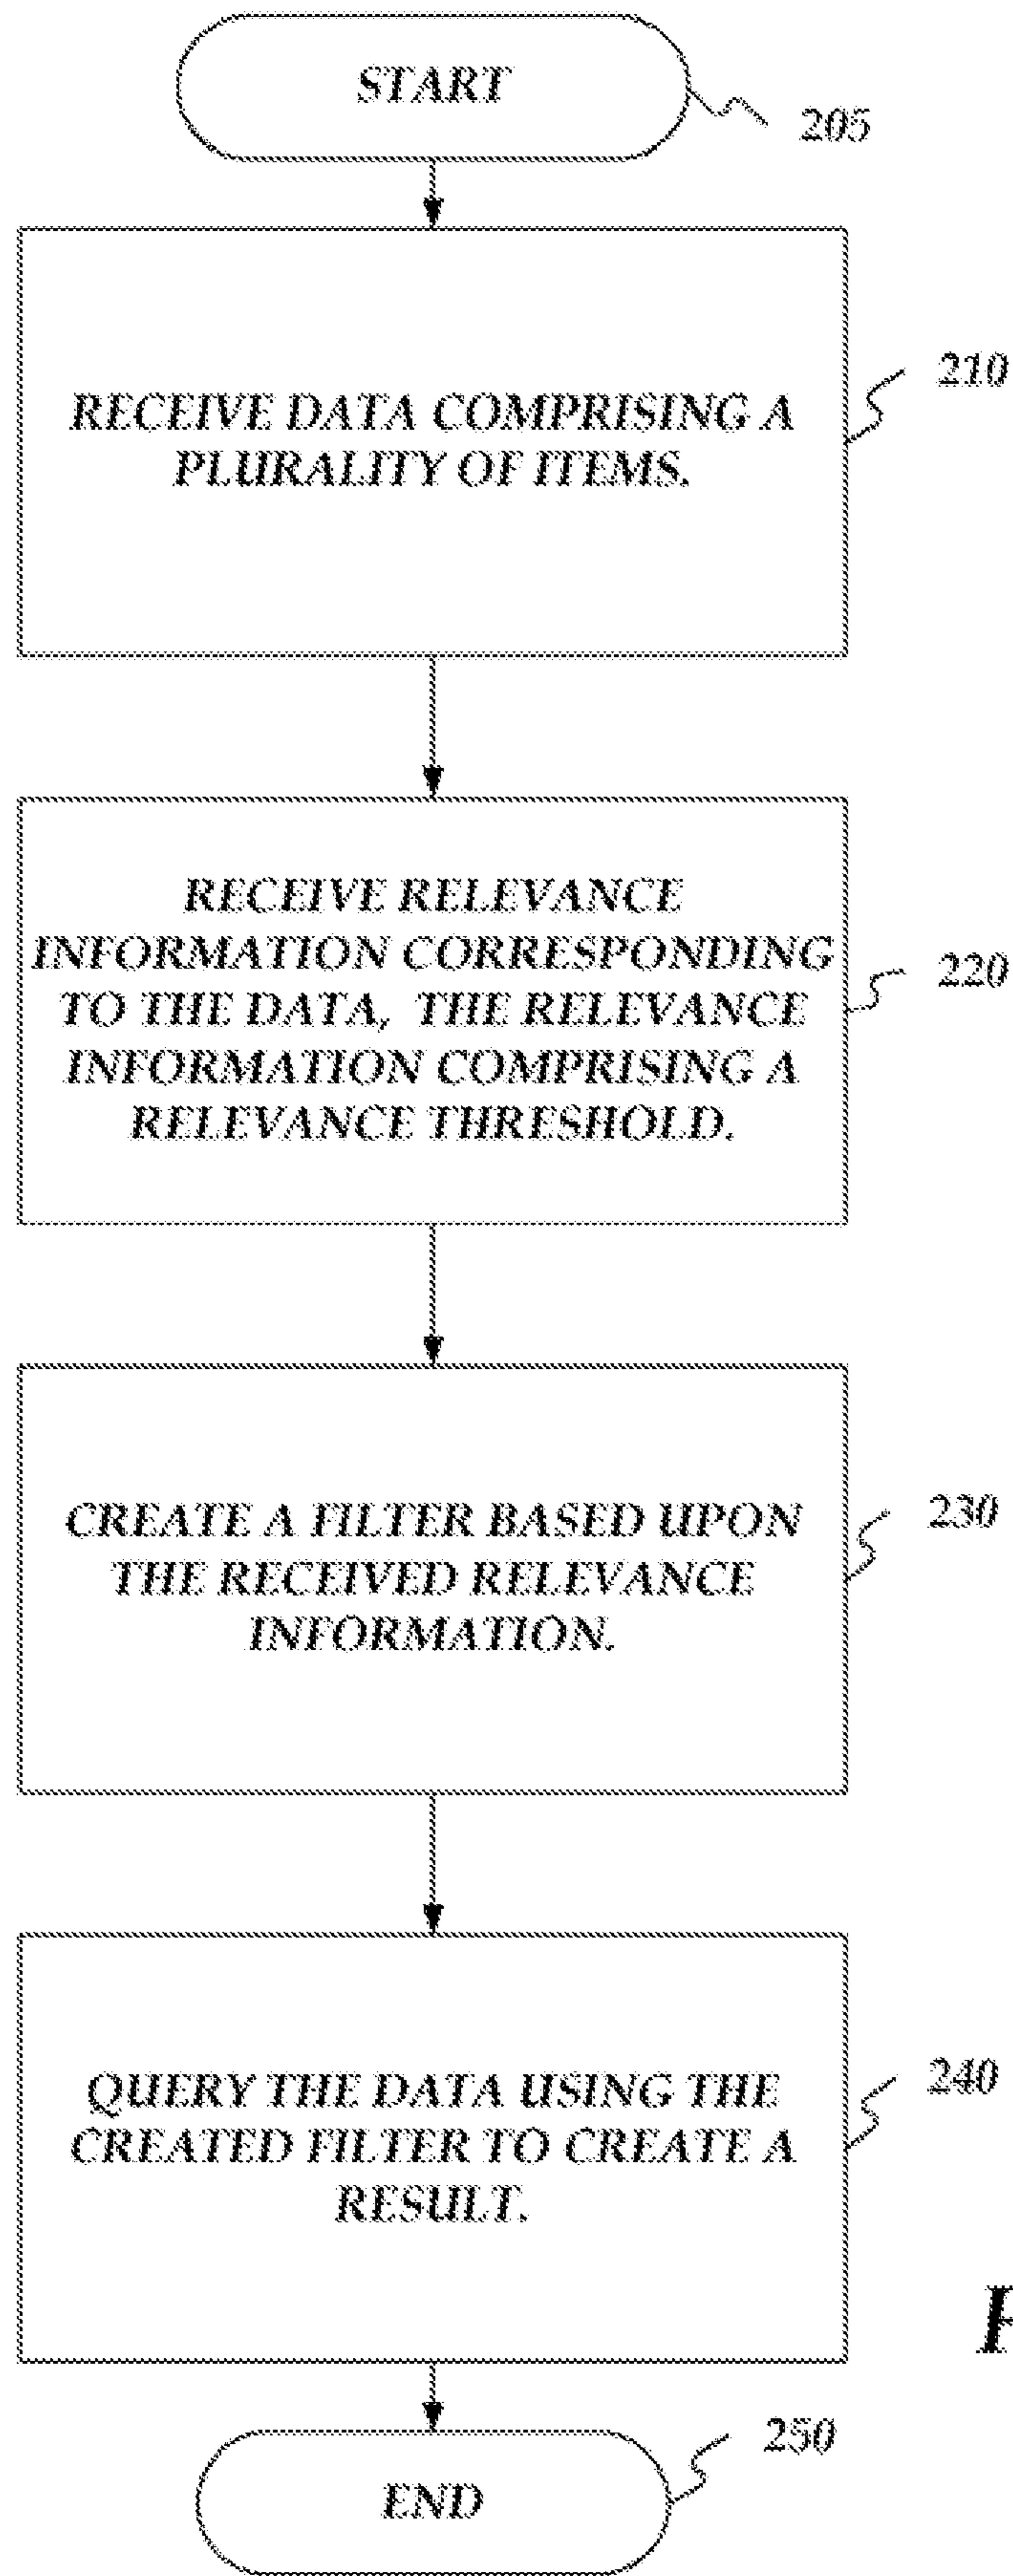 START
205
RECEIVE DATA COMPRISING A
PLURALITY OF ITEMS.
210
RECEIVE RELEVANCE
INFORMATION CORRESPONDING
TO THE DATA, THE RELEVANCE
INFORMATION COMPRISING A
RELEVANCE THRESHOLD.
220
CREATE A FILTER BASED UPON
THE RECEIVED RELEVANCE
INFORMATION.
230
QUERY THE DATA USING THE
CREATED FILTER TO CREATE A
RESULT.
240
END
250